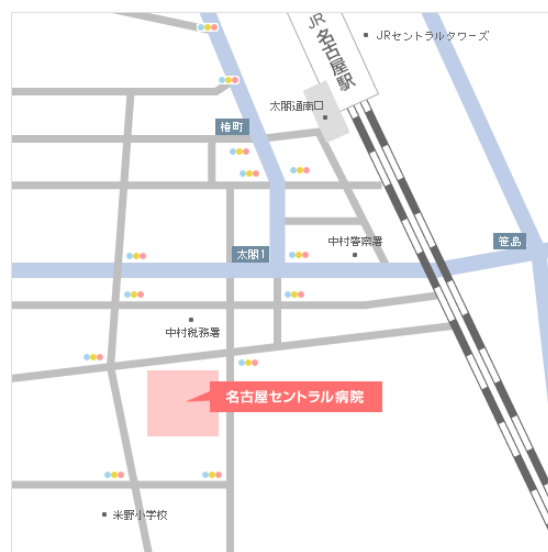 JR名古屋駅
JRセントラルタワーズ
太閤通南口
椿町
中村警察署
笹島
太閤1
中村税務署
名古屋セントラル病院
米野小学校